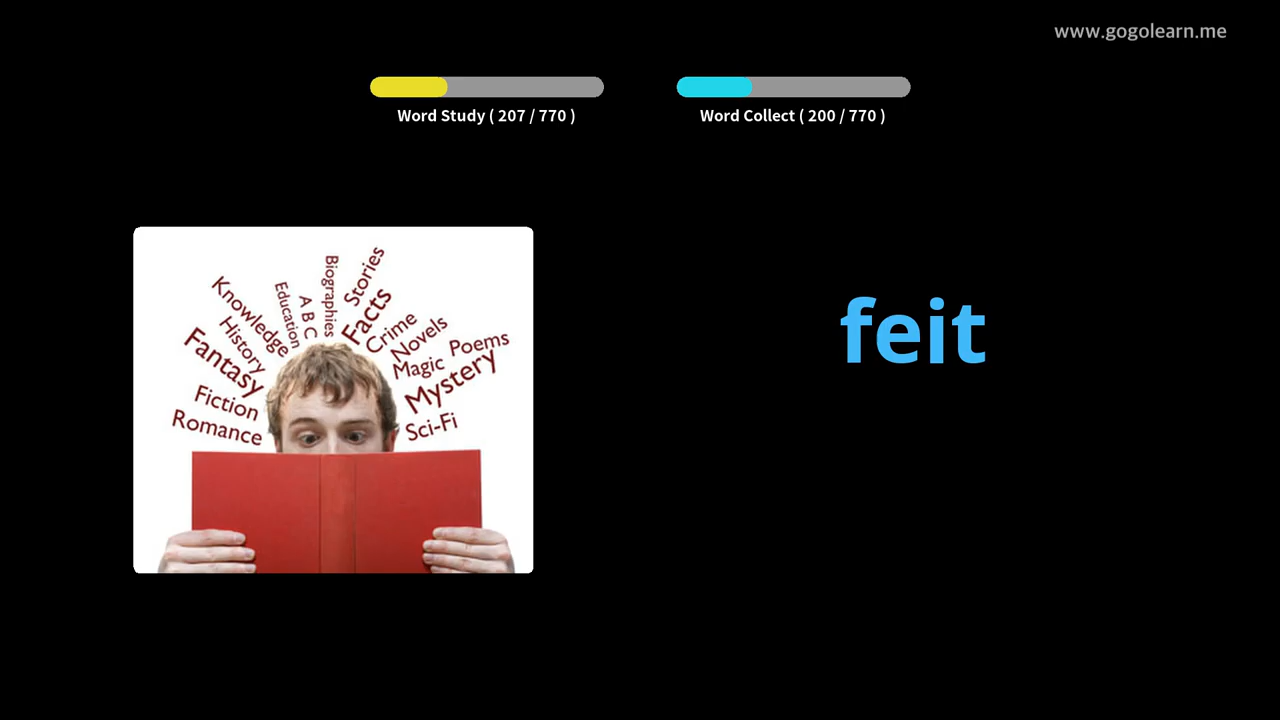 www.gogolearn.me
Word Study ( 207 / 770 )
Word Collect ( 200 / 770 )
feit
Biographies
Stories
Education
A B C
Facts
Knowledge
Crime
History
Novels
Fantasy
Magic
Poems
Mystery
Fiction
Romance
Sci-Fi